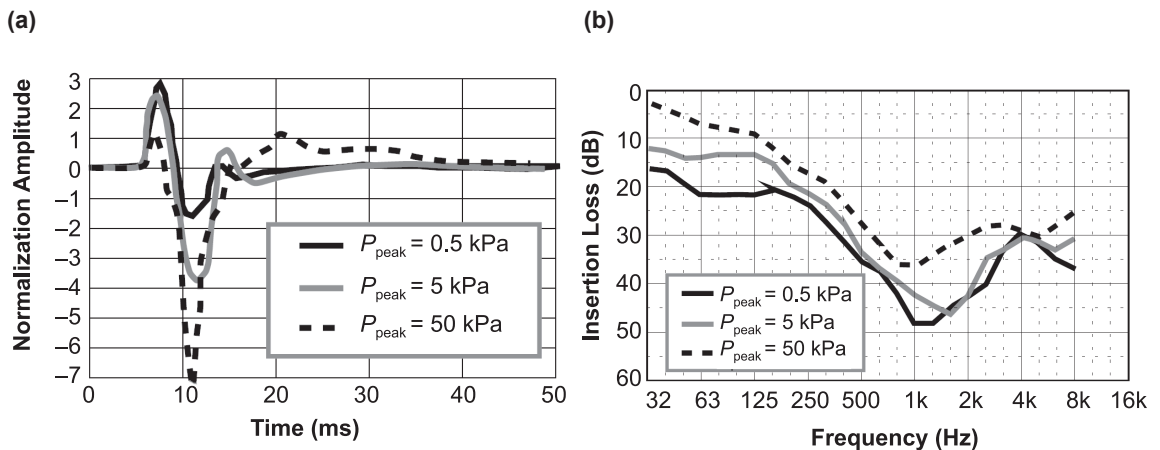 (a)
Normalization Amplitude
3
2
1
0
–1
–2
–3
–4
–5
–6
–7
P peak = 0.5 kPa
P peak = 5 kPa
P peak = 50 kPa
0 10 20 30 40 50
Time (ms)
(b)
Insertion Loss (dB)
0
10
20
30
40
50
60
P peak = 0.5 kPa
P peak = 5 kPa
P peak = 50 kPa
32 63 125 250 500 1k 2k 4k 8k 16k
Frequency (Hz)